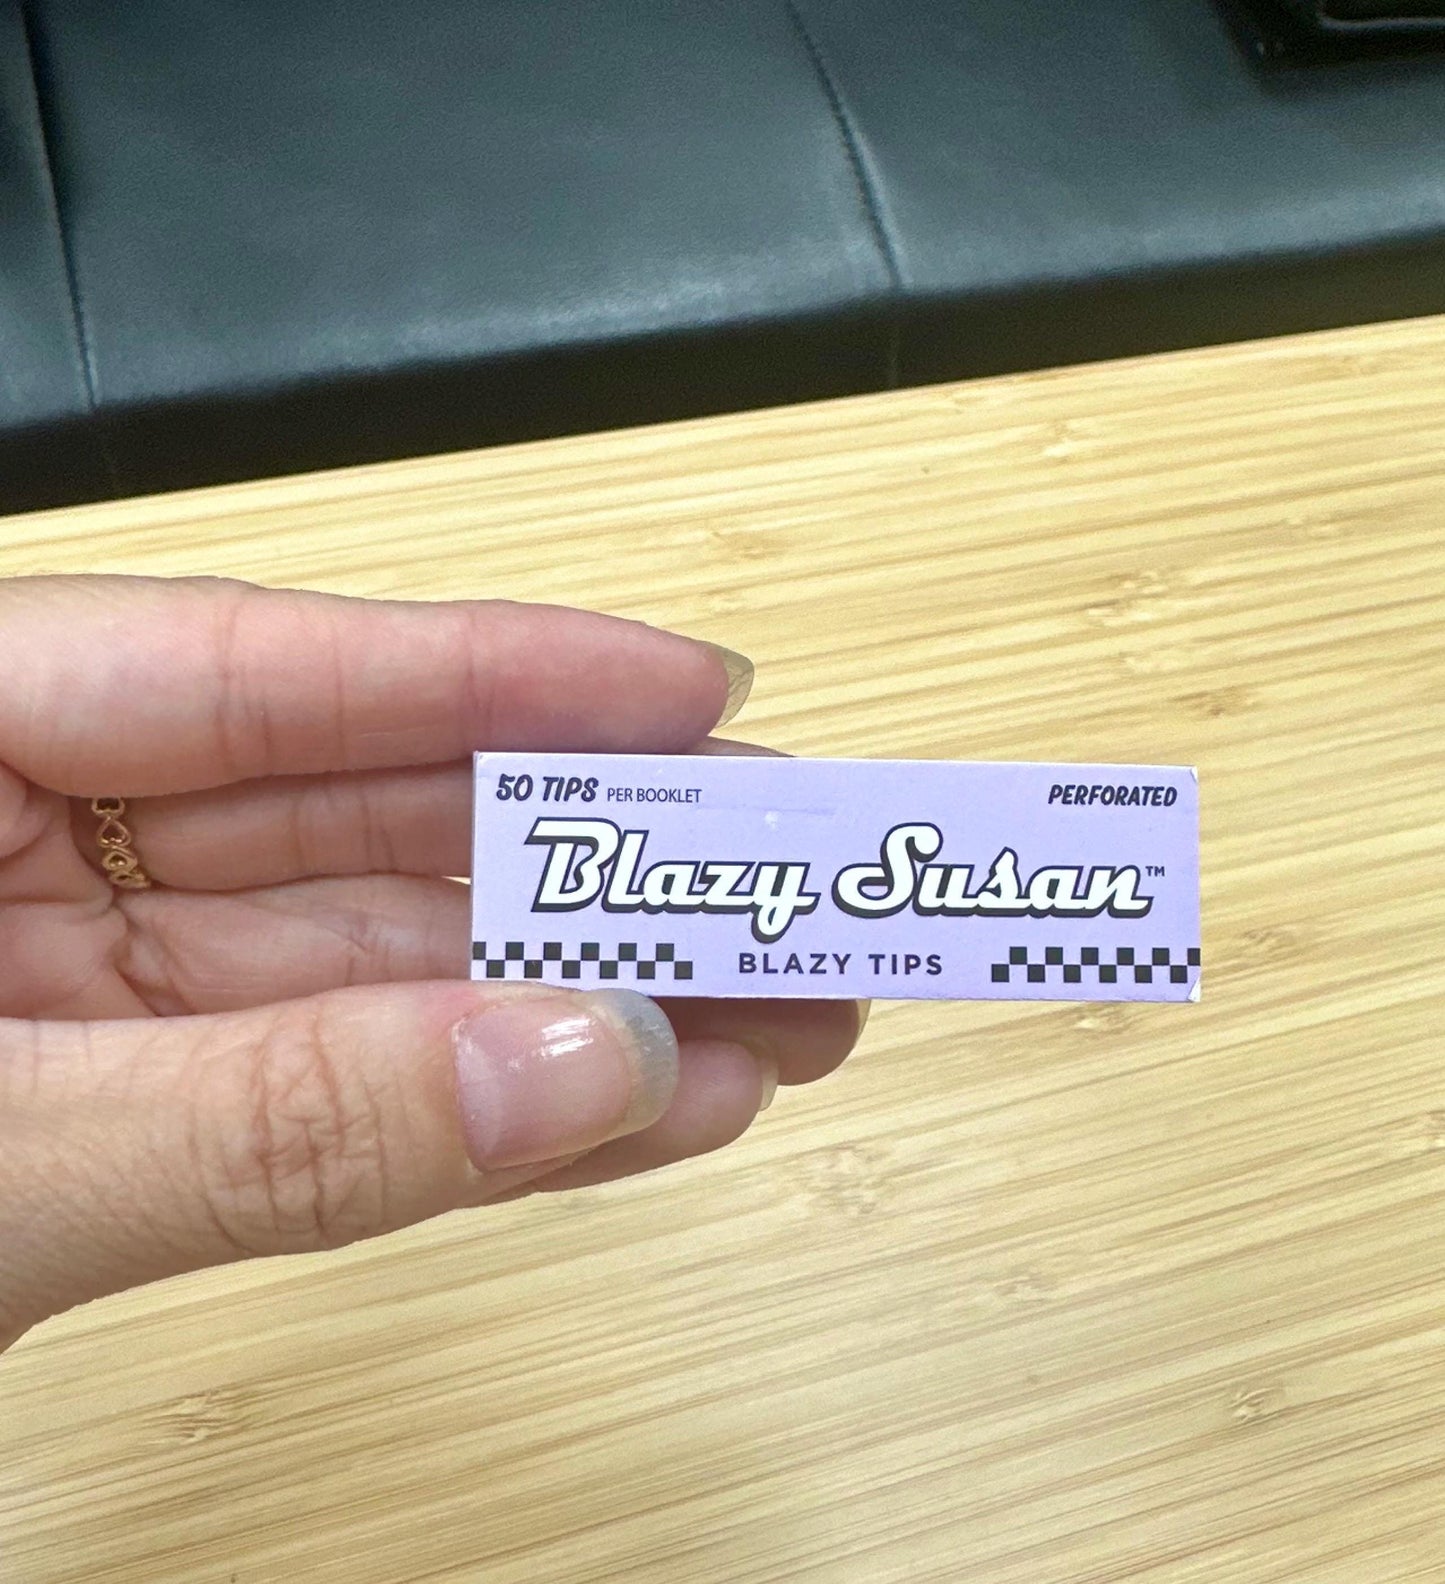 50 TIPS PER BOOKLET PERFORATED
Blazy Susan™
BLAZY TIPS